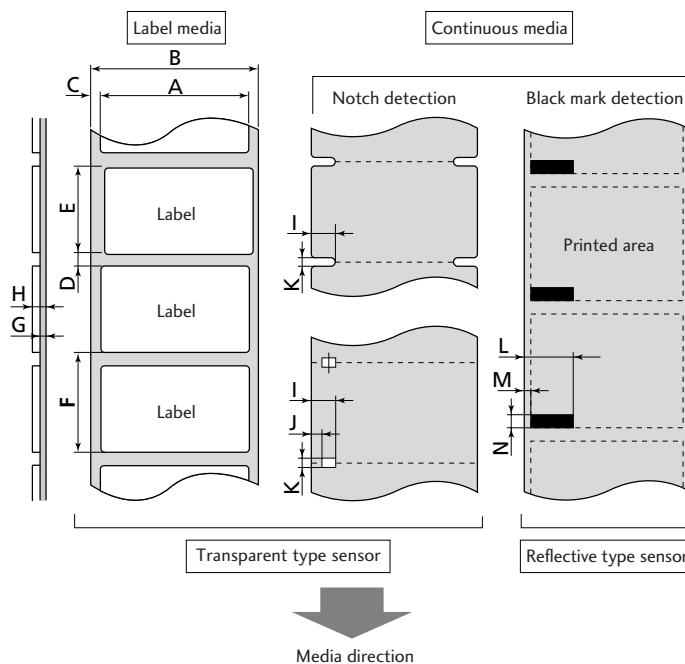 Label media
Continuous media
B
C
A
Notch detection
Black mark detection
E
Label
I
Printed area
D
K
H
Label
G
L
I
M
F
Label
J
N
K
Transparent type sensor
Reflective type sensor
Media direction